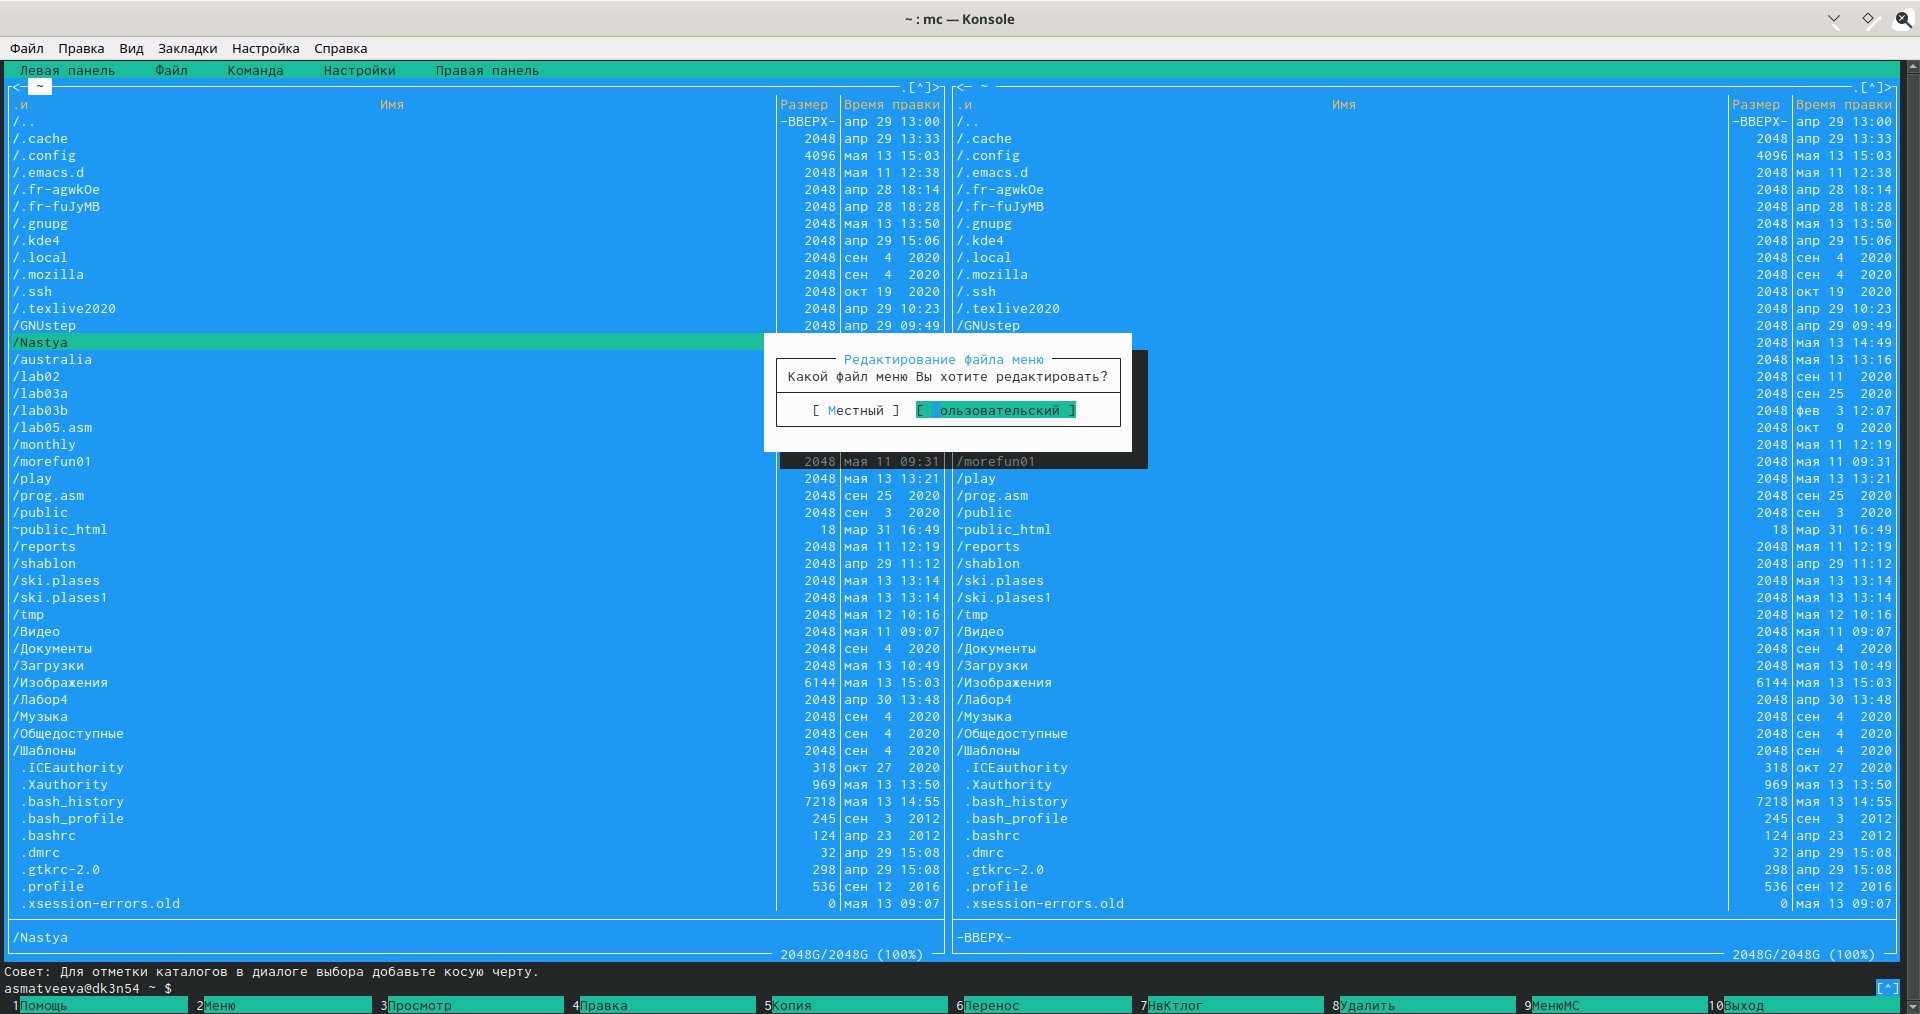 ~ : mc — Konsole
Файл Правка Вид Закладки Настройка Справка
Левая панель Файл Команда Настройки Правая панель
<─ ~ .[^]> <─ ~ .[^]>
.и Имя Размер Время правки .и Имя Размер Время правки
/.. -ВВЕРХ- апр 29 13:00 /.. -ВВЕРХ- апр 29 13:00
/.cache 2048 апр 29 13:33 /.cache 2048 апр 29 13:33
/.config 4096 мая 13 15:03 /.config 4096 мая 13 15:03
/.emacs.d 2048 мая 11 12:38 /.emacs.d 2048 мая 11 12:38
/.fr-agwkOe 2048 апр 28 18:14 /.fr-agwkOe 2048 апр 28 18:14
/.fr-fuJyMB 2048 апр 28 18:28 /.fr-fuJyMB 2048 апр 28 18:28
/.gnupg 2048 мая 13 13:50 /.gnupg 2048 мая 13 13:50
/.kde4 2048 апр 29 15:06 /.kde4 2048 апр 29 15:06
/.local 2048 сен 4 2020 /.local 2048 сен 4 2020
/.mozilla 2048 сен 4 2020 /.mozilla 2048 сен 4 2020
/.ssh 2048 окт 19 2020 /.ssh 2048 окт 19 2020
/.texlive2020 2048 апр 29 10:23 /.texlive2020 2048 апр 29 10:23
/GNUstep 2048 апр 29 09:49 /GNUstep 2048 апр 29 09:49
/Nastya 2048 мая 13 14:49
/australia Редактирование файла меню 2048 мая 13 13:16
/lab02 Какой файл меню Вы хотите редактировать? 2048 сен 11 2020
/lab03a 2048 сен 25 2020
/lab03b [ Местный ] [ Пользовательский ] 2048 фев 3 12:07
/lab05.asm 2048 окт 9 2020
/monthly 2048 мая 11 12:19
/morefun01 2048 мая 11 09:31 /morefun01 2048 мая 11 09:31
/play 2048 мая 13 13:21 /play 2048 мая 13 13:21
/prog.asm 2048 сен 25 2020 /prog.asm 2048 сен 25 2020
/public 2048 сен 3 2020 /public 2048 сен 3 2020
~public_html 18 мар 31 16:49 ~public_html 18 мар 31 16:49
/reports 2048 мая 11 12:19 /reports 2048 мая 11 12:19
/shablon 2048 апр 29 11:12 /shablon 2048 апр 29 11:12
/ski.plases 2048 мая 13 13:14 /ski.plases 2048 мая 13 13:14
/ski.plases1 2048 мая 13 13:14 /ski.plases1 2048 мая 13 13:14
/tmp 2048 мая 12 10:16 /tmp 2048 мая 12 10:16
/Видео 2048 мая 11 09:07 /Видео 2048 мая 11 09:07
/Документы 2048 сен 4 2020 /Документы 2048 сен 4 2020
/Загрузки 2048 мая 13 10:49 /Загрузки 2048 мая 13 10:49
/Изображения 6144 мая 13 15:03 /Изображения 6144 мая 13 15:03
/Лабор4 2048 апр 30 13:48 /Лабор4 2048 апр 30 13:48
/Музыка 2048 сен 4 2020 /Музыка 2048 сен 4 2020
/Общедоступные 2048 сен 4 2020 /Общедоступные 2048 сен 4 2020
/Шаблоны 2048 сен 4 2020 /Шаблоны 2048 сен 4 2020
.ICEauthority 318 окт 27 2020 .ICEauthority 318 окт 27 2020
.Xauthority 969 мая 13 13:50 .Xauthority 969 мая 13 13:50
.bash_history 7218 мая 13 14:55 .bash_history 7218 мая 13 14:55
.bash_profile 245 сен 3 2012 .bash_profile 245 сен 3 2012
.bashrc 124 апр 23 2012 .bashrc 124 апр 23 2012
.dmrc 32 апр 29 15:08 .dmrc 32 апр 29 15:08
.gtkrc-2.0 298 апр 29 15:08 .gtkrc-2.0 298 апр 29 15:08
.profile 536 сен 12 2016 .profile 536 сен 12 2016
.xsession-errors.old 0 мая 13 09:07 .xsession-errors.old 0 мая 13 09:07
/Nastya -ВВЕРХ-
2048G/2048G (100%) 2048G/2048G (100%)
Совет: Для отметки каталогов в диалоге выбора добавьте косую черту.
asmatveeva@dk3n54 ~ $ [^]
1Помощь 2Меню 3Просмотр 4Правка 5Копия 6Перенос 7НвКтлог 8Удалить 9МенюМС 10Выход